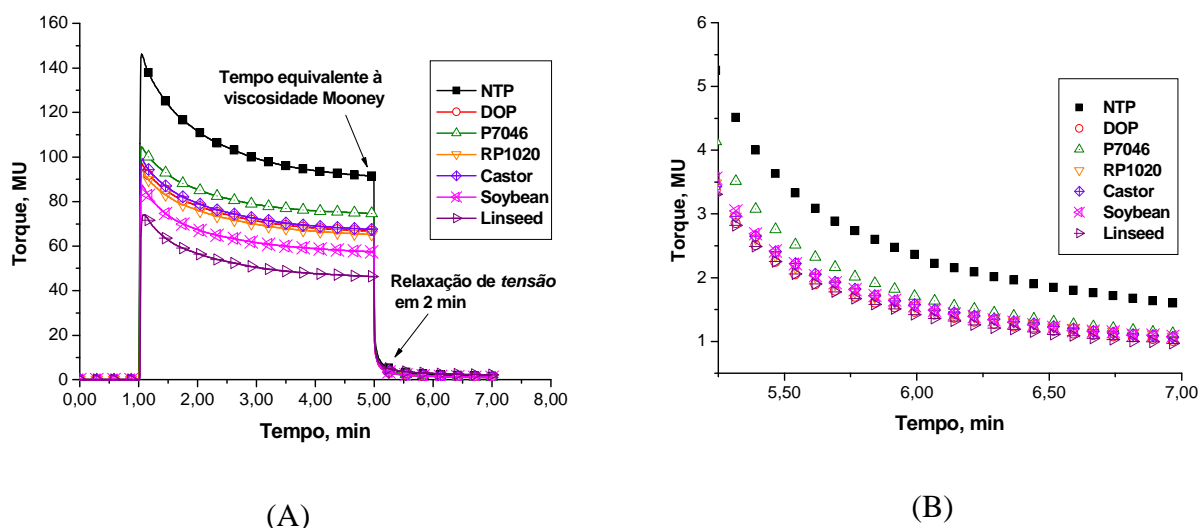 160
140
120
100
80
60
40
20
0
Torque, MU
0,00 1,00 2,00 3,00 4,00 5,00 6,00 7,00 8,00
Tempo, min
Tempo equivalente à
viscosidade Mooney
NTP
DOP
P7046
RP1020
Castor
Soybean
Linseed
Relaxação de tensão
em 2 min
(A)
6
5
4
3
2
1
Torque, MU
5,50 6,00 6,50 7,00
Tempo, min
NTP
DOP
P7046
RP1020
Castor
Soybean
Linseed
(B)